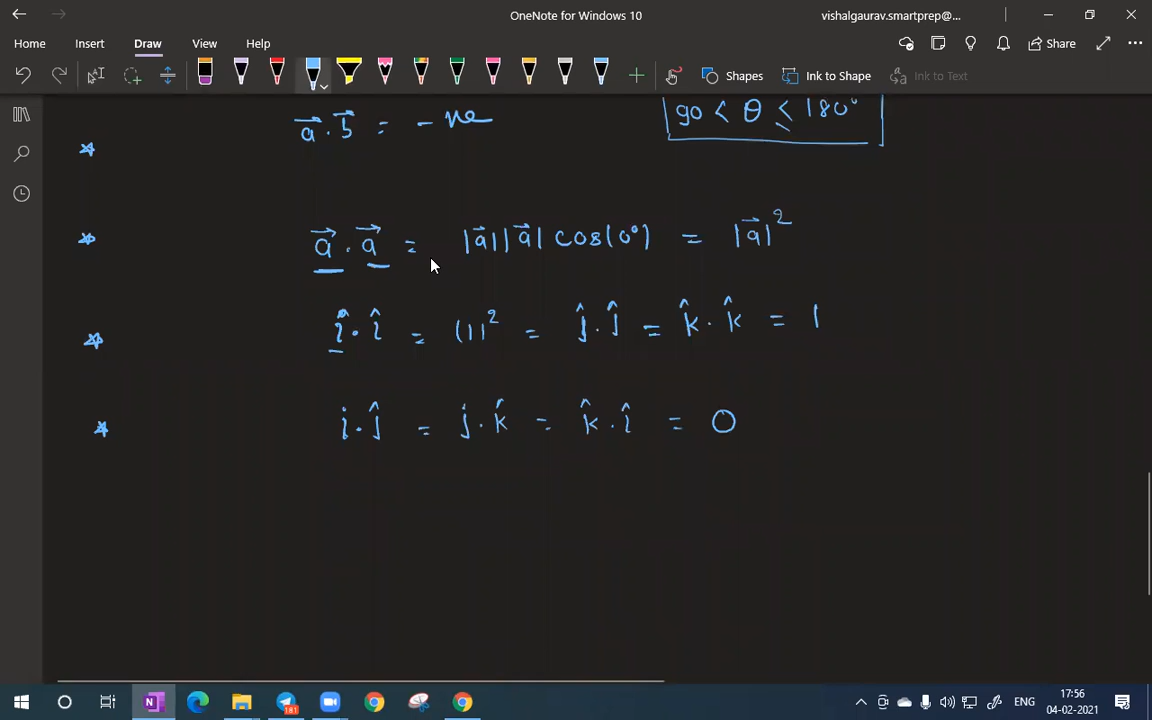 OneNote for Windows 10
vishalgaurav.smartprep@...
Home Insert Draw View Help
Share
Shapes Ink to Shape Ink to Text
90 < θ ≤ 180°
a⃗ . b⃗ = - ve
a⃗ . a⃗ = |a⃗||a⃗| cos(0°) = |a⃗|²
î . î = (1)² = ĵ . ĵ = k̂ . k̂ = 1
i . ĵ = j . k̂ = k̂ . î = 0
181
ENG
17:56
04-02-2021